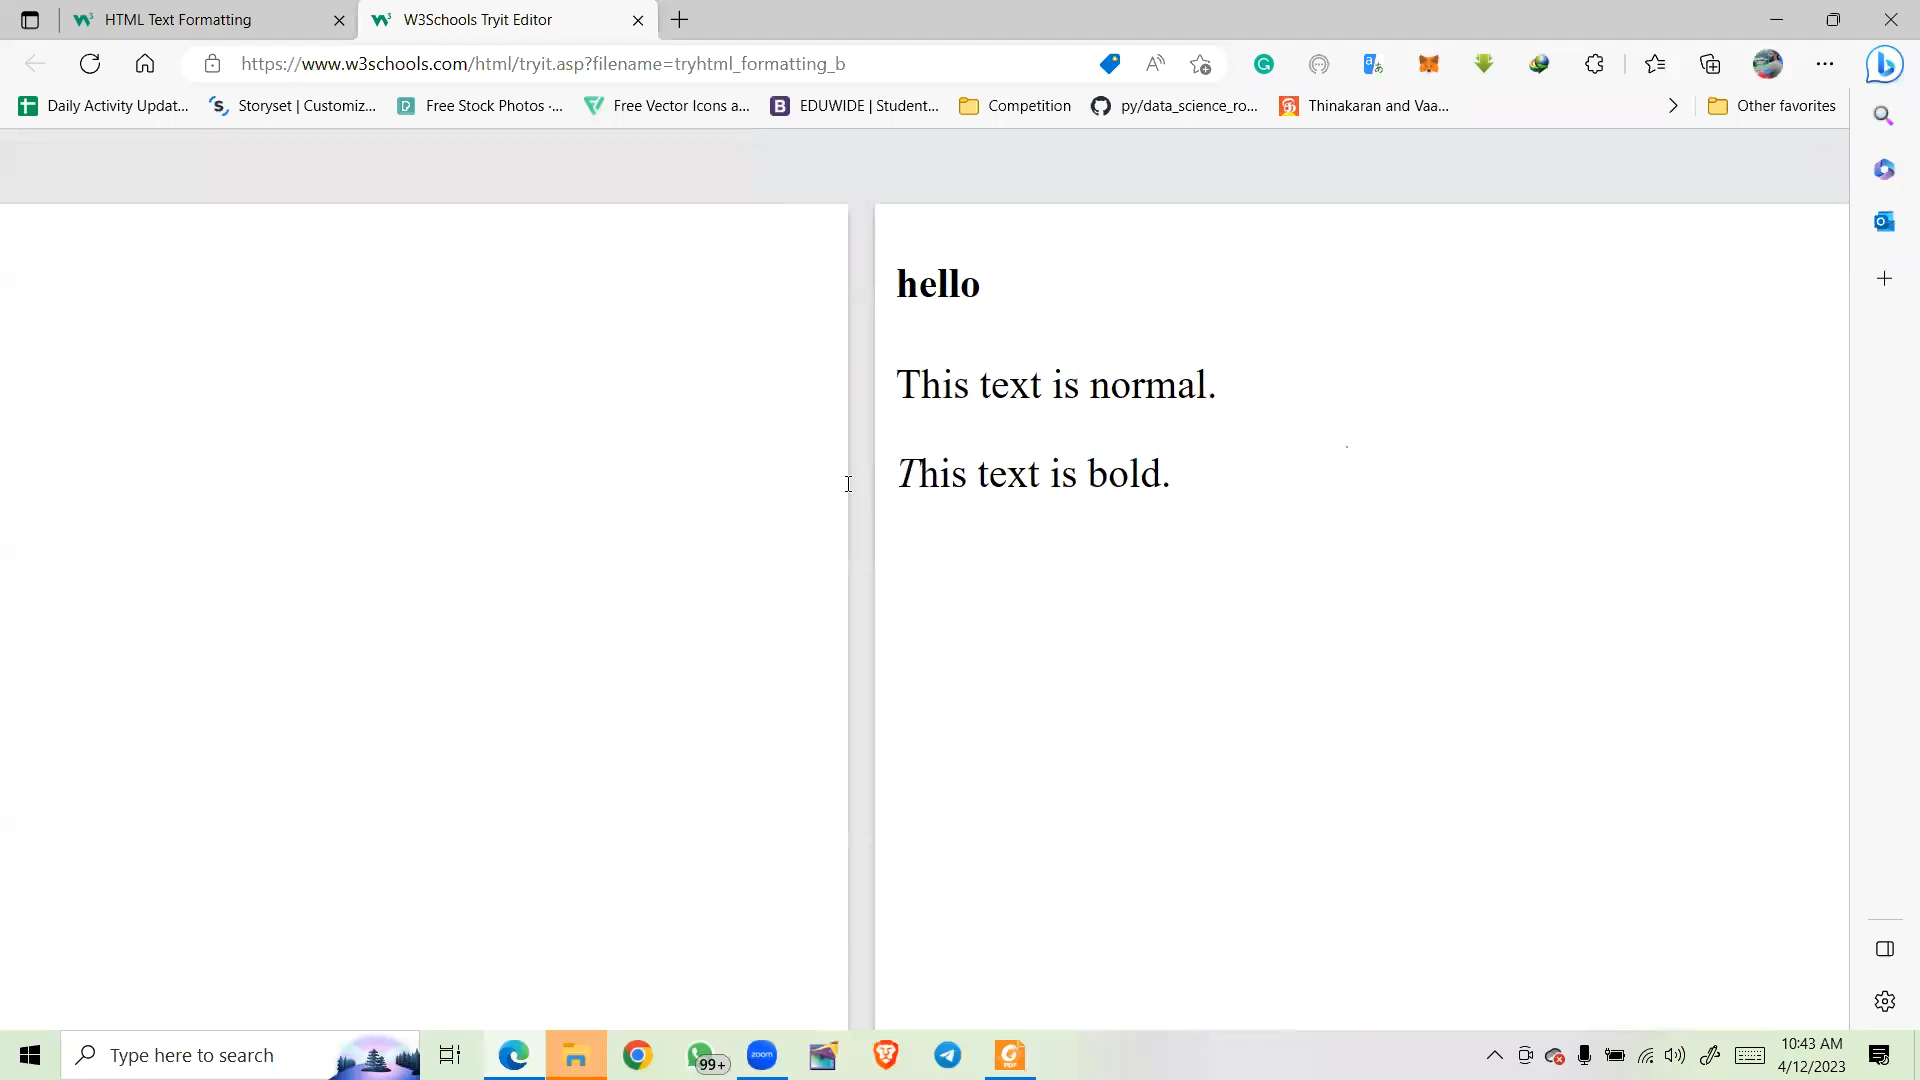 HTML Text Formatting
W3Schools Tryit Editor
https://www.w3schools.com/html/tryit.asp?filename=tryhtml_formatting_b
Daily Activity Updat...
Storyset | Customiz...
Free Stock Photos ·...
Free Vector Icons a...
EDUWIDE | Student...
Competition
py/data_science_ro...
Thinakaran and Vaa...
Other favorites
hello
This text is normal.
This text is bold.
Type here to search
99+
zoom
10:43 AM
4/12/2023